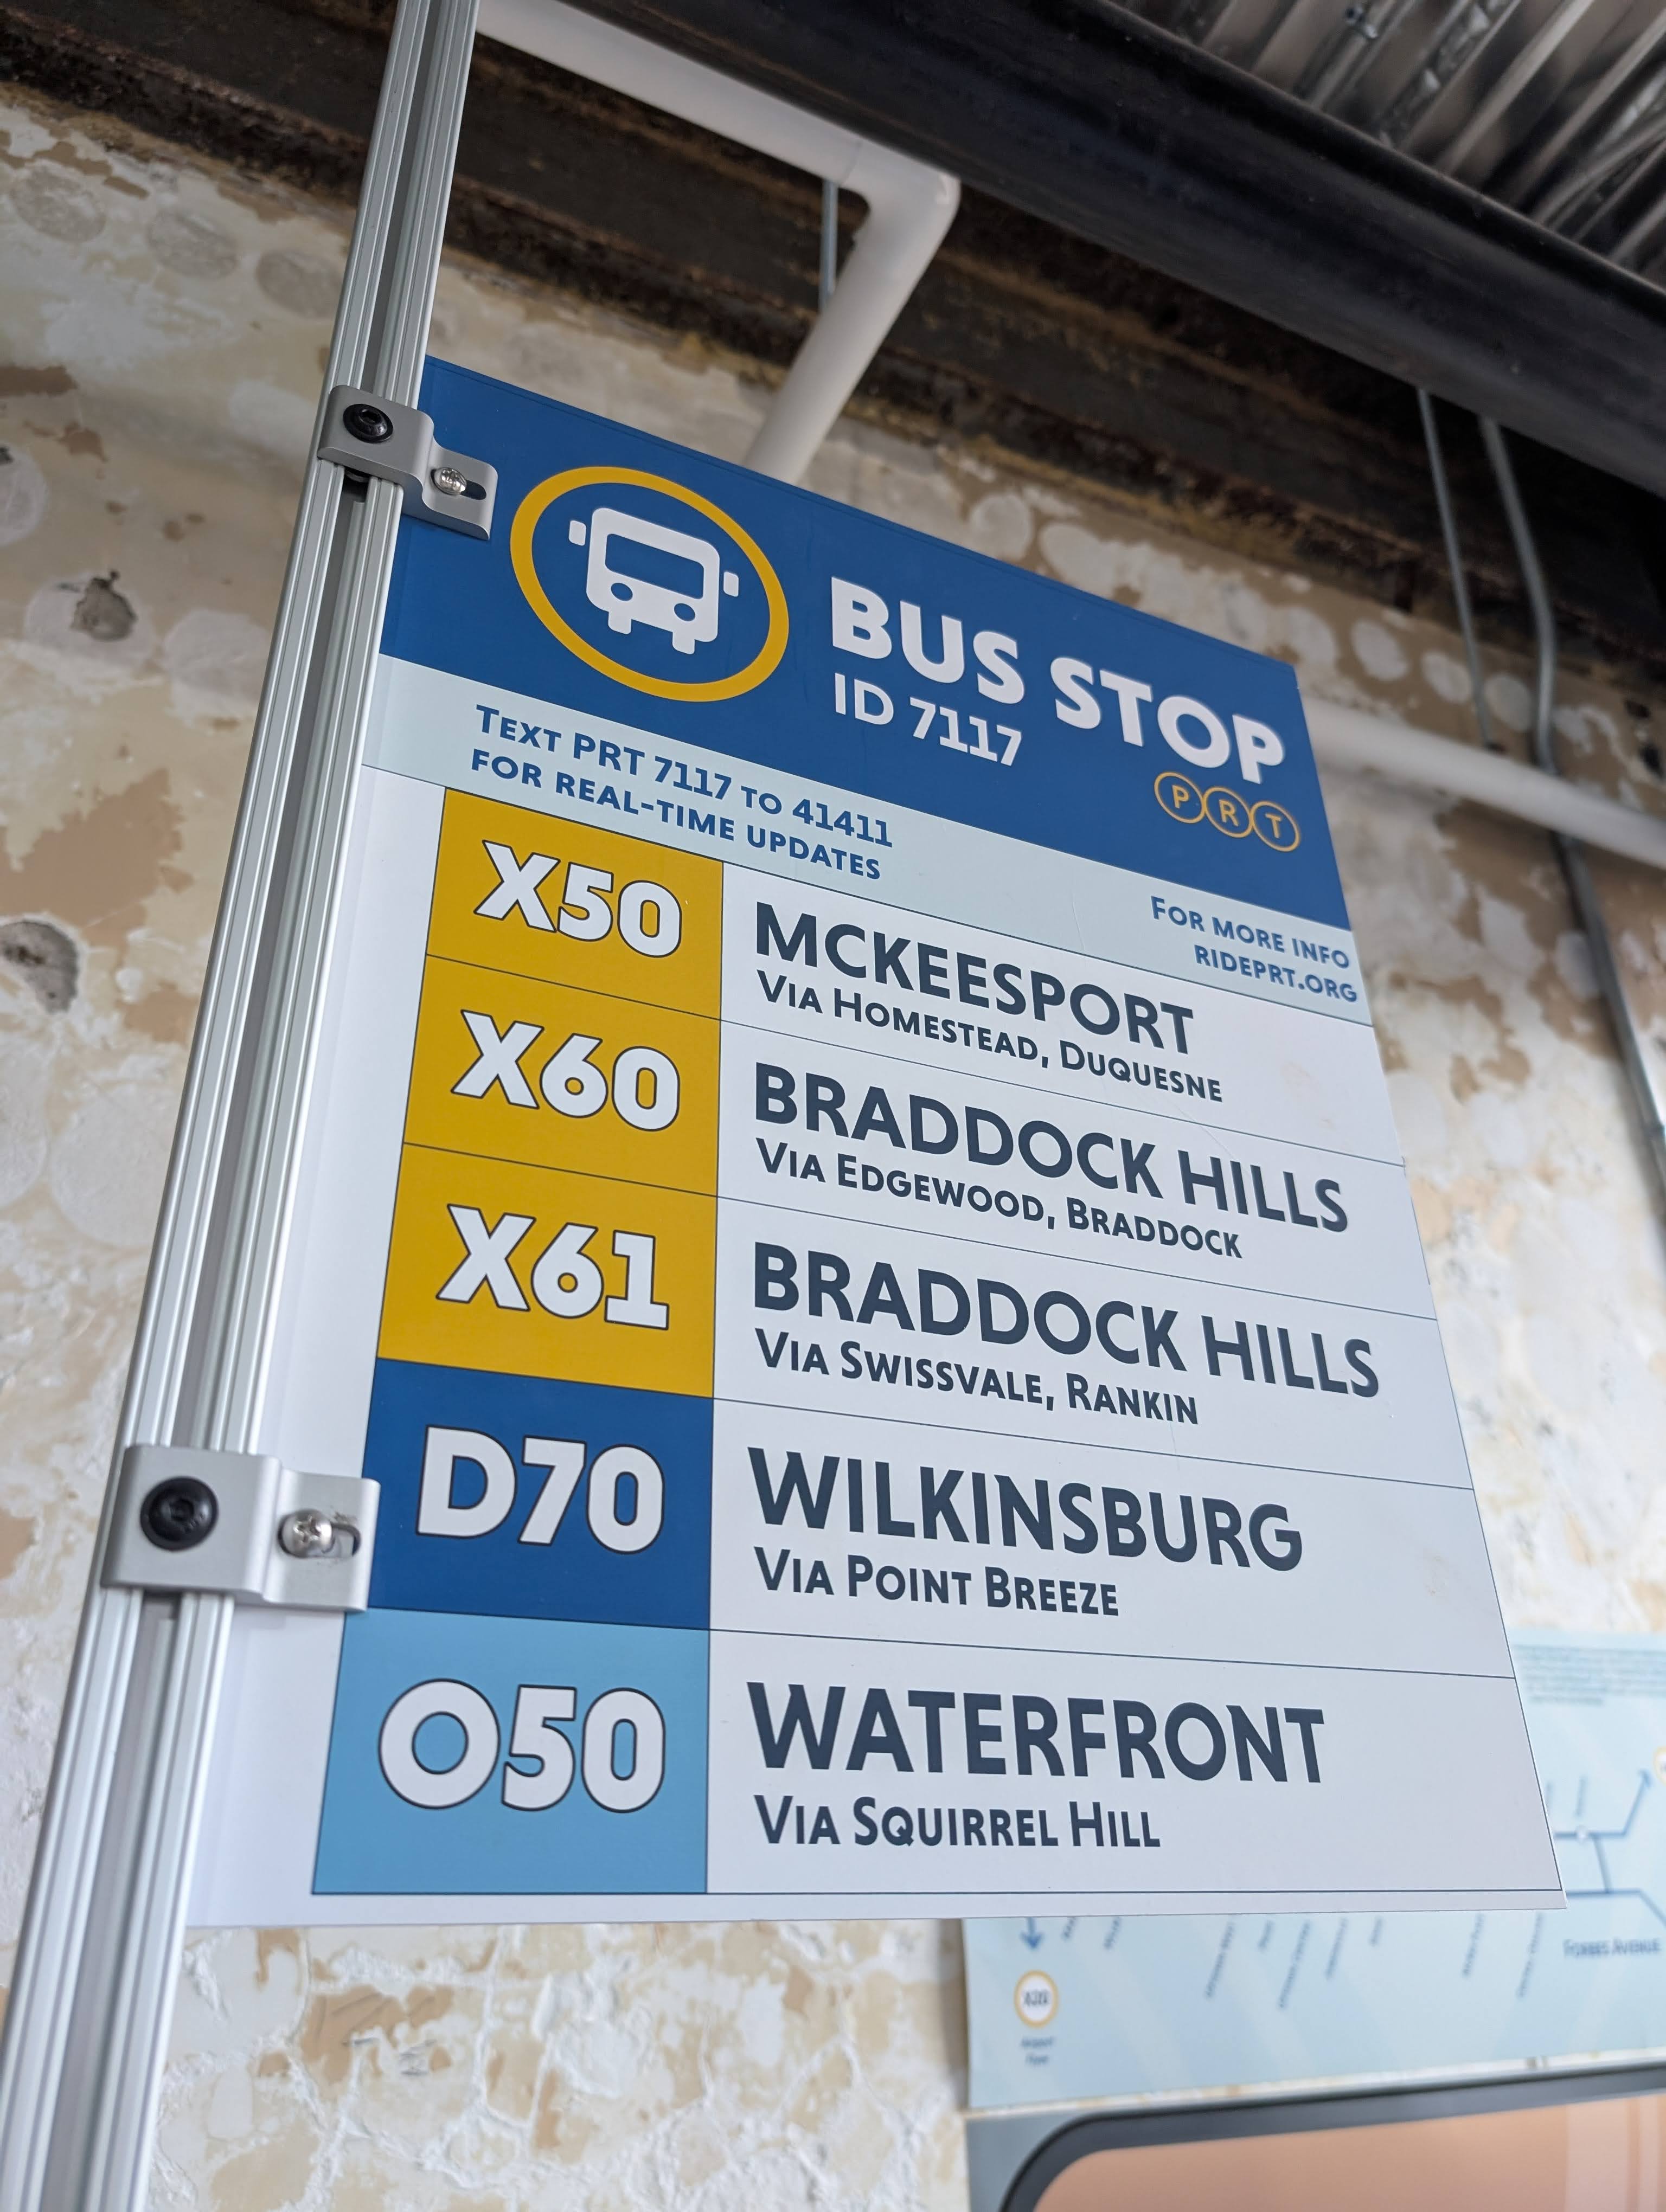 BUS STOP
ID 7117
PRT
TEXT PRT 7117 TO 41411
FOR REAL-TIME UPDATES
FOR MORE INFO
RIDEPRT.ORG
X50
MCKEESPORT
VIA HOMESTEAD, DUQUESNE
X60
BRADDOCK HILLS
VIA EDGEWOOD, BRADDOCK
X61
BRADDOCK HILLS
VIA SWISSVALE, RANKIN
D70
WILKINSBURG
VIA POINT BREEZE
O50
WATERFRONT
VIA SQUIRREL HILL
FORBES AVENUE